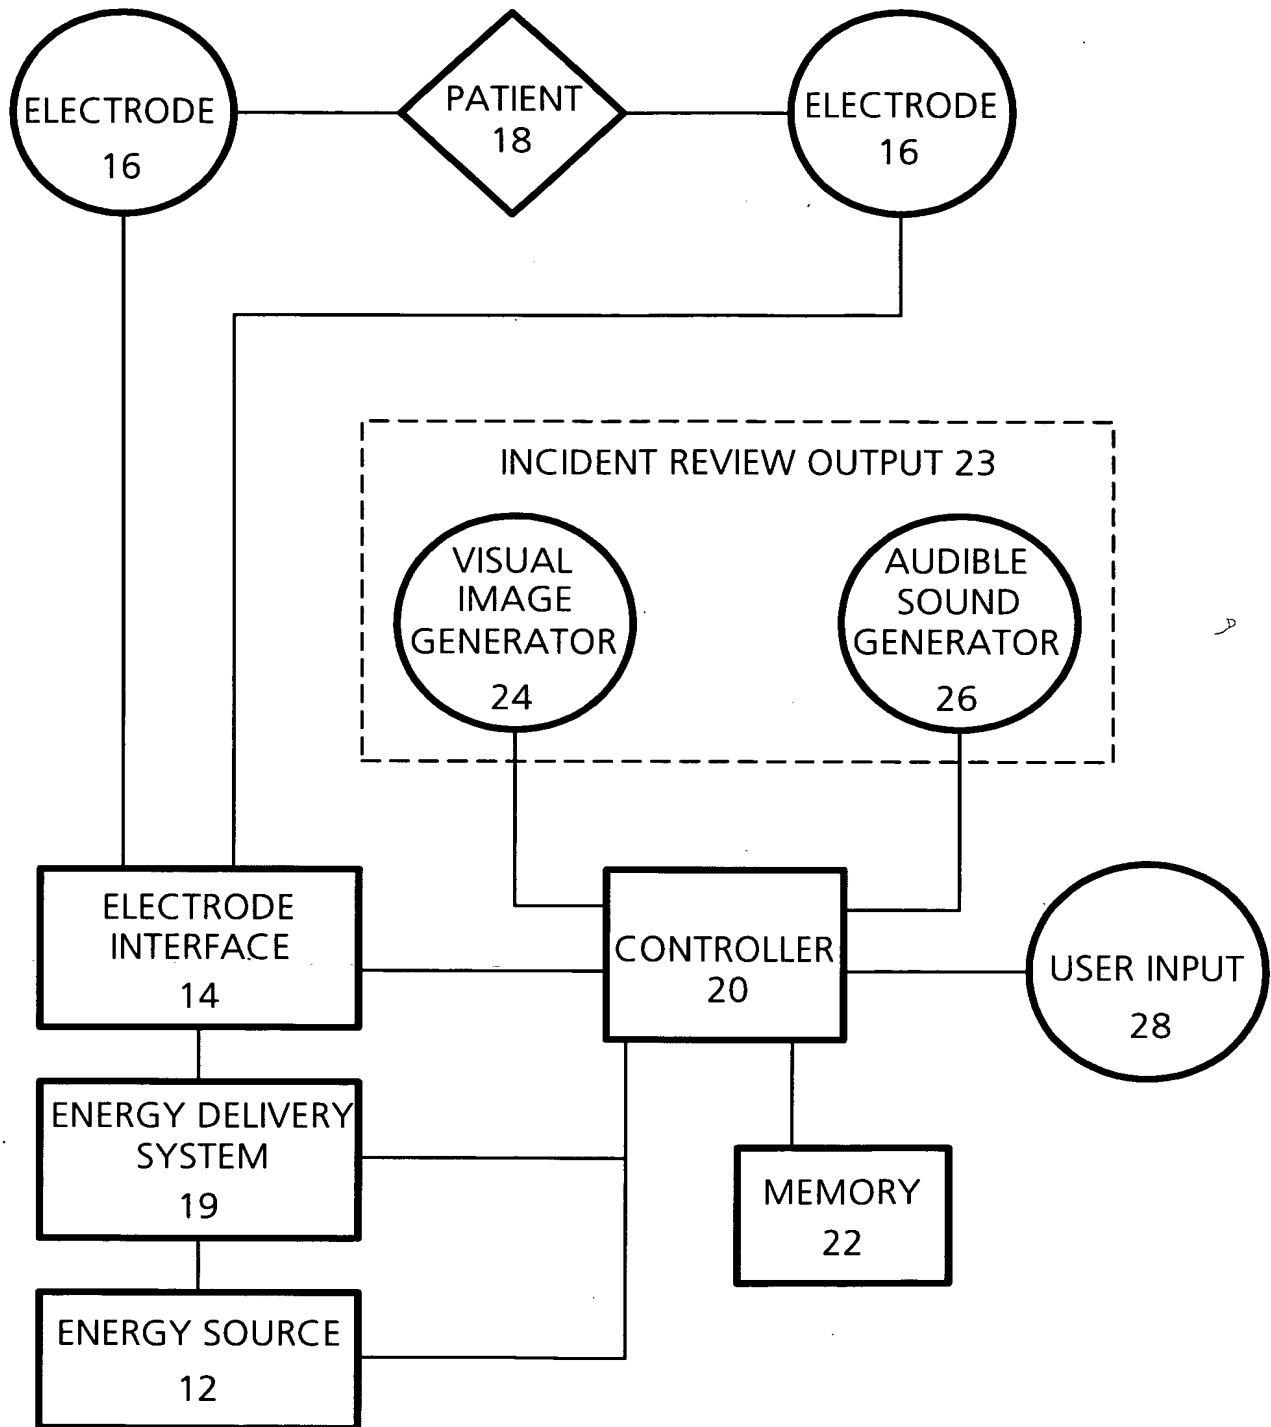 ELECTRODE
16
PATIENT
18
ELECTRODE
16
INCIDENT REVIEW OUTPUT 23
VISUAL
IMAGE
GENERATOR
24
AUDIBLE
SOUND
GENERATOR
26
ELECTRODE
INTERFACE
14
CONTROLLER
20
USER INPUT
28
ENERGY DELIVERY
SYSTEM
19
MEMORY
22
ENERGY SOURCE
12